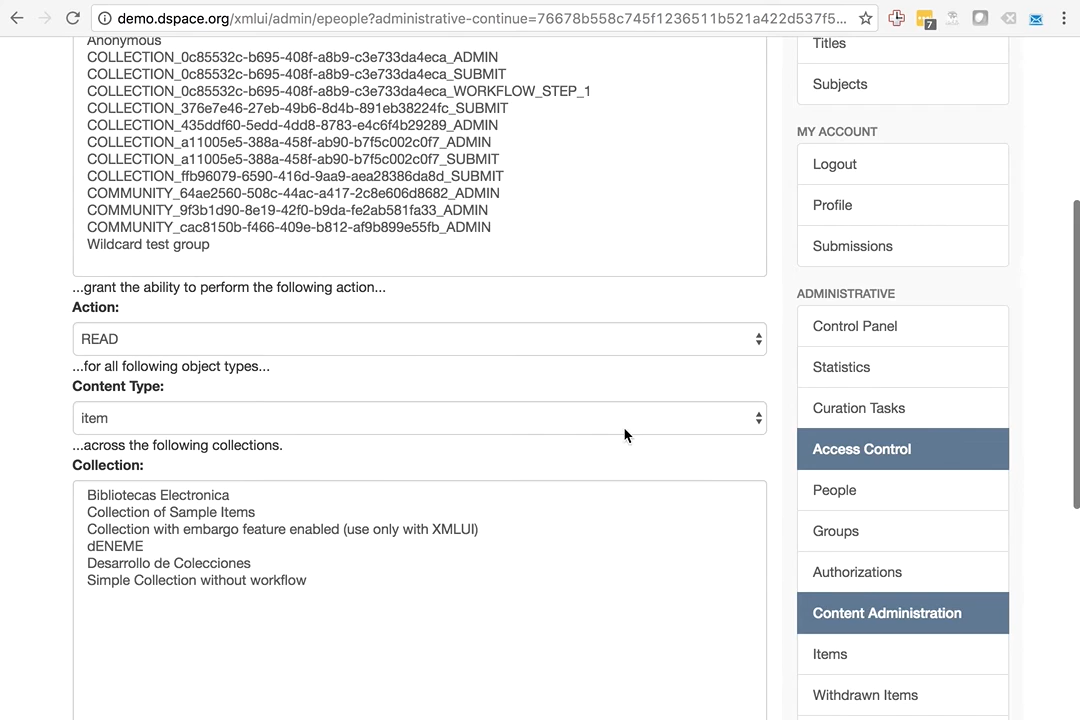 demo.dspace.org/xmlui/admin/epeople?administrative-continue=76678b558c745f1236511b521a422d537f5...
7
Anonymous
COLLECTION_0c85532c-b695-408f-a8b9-c3e733da4eca_ADMIN
COLLECTION_0c85532c-b695-408f-a8b9-c3e733da4eca_SUBMIT
COLLECTION_0c85532c-b695-408f-a8b9-c3e733da4eca_WORKFLOW_STEP_1
COLLECTION_376e7e46-27eb-49b6-8d4b-891eb38224fc_SUBMIT
COLLECTION_435ddf60-5edd-4dd8-8783-e4c6f4b29289_ADMIN
COLLECTION_a11005e5-388a-458f-ab90-b7f5c002c0f7_ADMIN
COLLECTION_a11005e5-388a-458f-ab90-b7f5c002c0f7_SUBMIT
COLLECTION_ffb96079-6590-416d-9aa9-aea28386da8d_SUBMIT
COMMUNITY_64ae2560-508c-44ac-a417-2c8e606d8682_ADMIN
COMMUNITY_9f3b1d90-8e19-42f0-b9da-fe2ab581fa33_ADMIN
COMMUNITY_cac8150b-f466-409e-b812-af9b899e55fb_ADMIN
Wildcard test group
...grant the ability to perform the following action...
Action:
READ
...for all following object types...
Content Type:
item
...across the following collections.
Collection:
Bibliotecas Electronica
Collection of Sample Items
Collection with embargo feature enabled (use only with XMLUI)
dENEME
Desarrollo de Colecciones
Simple Collection without workflow
Titles
Subjects
MY ACCOUNT
Logout
Profile
Submissions
ADMINISTRATIVE
Control Panel
Statistics
Curation Tasks
Access Control
People
Groups
Authorizations
Content Administration
Items
Withdrawn Items